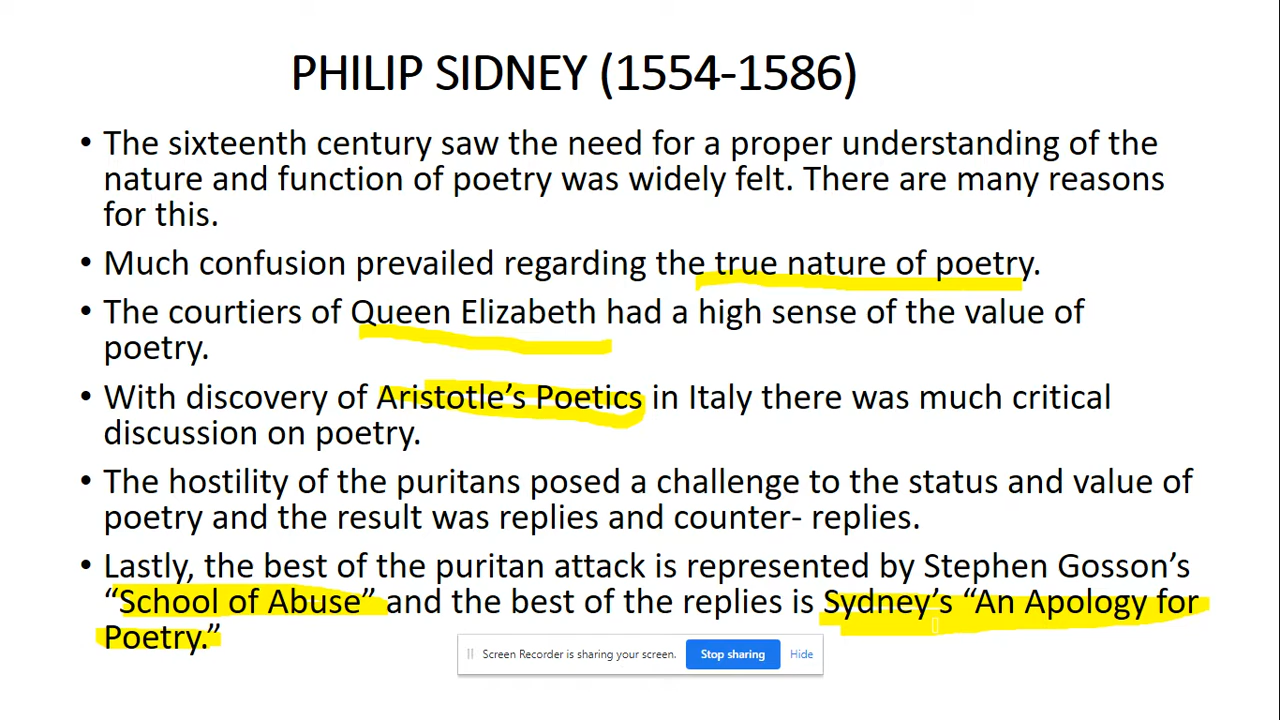 PHILIP SIDNEY (1554-1586)
• The sixteenth century saw the need for a proper understanding of the
nature and function of poetry was widely felt. There are many reasons
for this.
• Much confusion prevailed regarding the true nature of poetry.
• The courtiers of Queen Elizabeth had a high sense of the value of
poetry.
• With discovery of Aristotle’s Poetics in Italy there was much critical
discussion on poetry.
• The hostility of the puritans posed a challenge to the status and value of
poetry and the result was replies and counter- replies.
• Lastly, the best of the puritan attack is represented by Stephen Gosson’s
“School of Abuse” and the best of the replies is Sydney’s “An Apology for
Poetry.”
Screen Recorder is sharing your screen. Stop sharing Hide